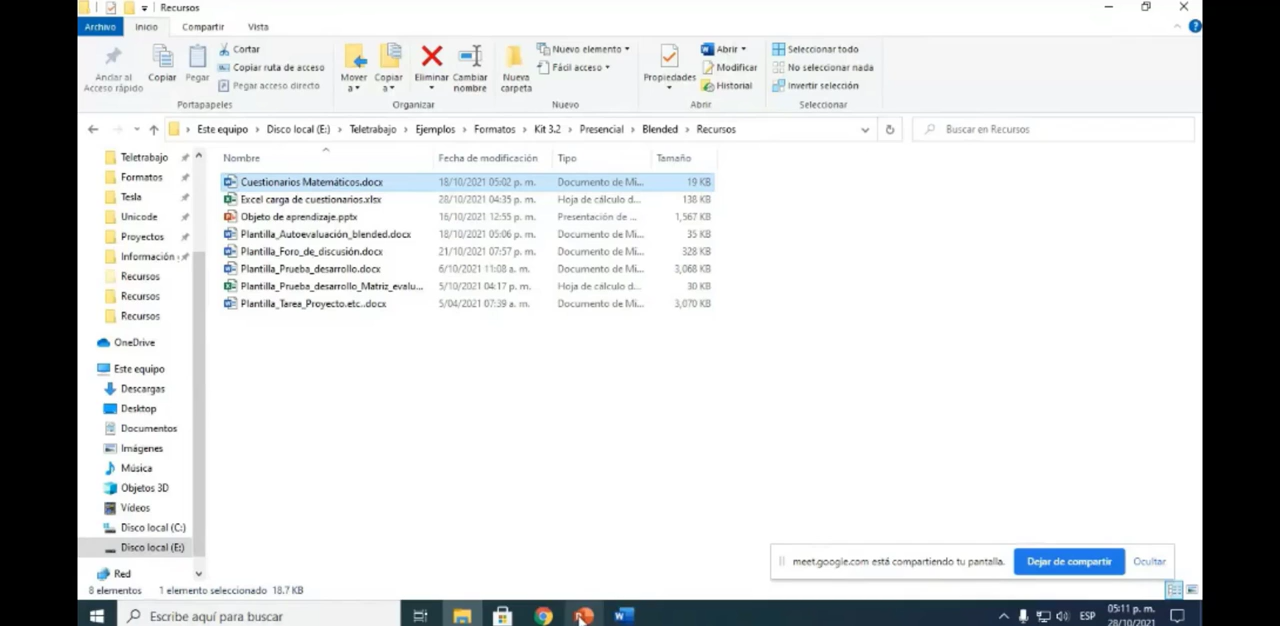 Recursos
Archivo Inicio Compartir Vista
Anclar al Acceso rápido
Copiar
Pegar
Cortar
Copiar ruta de acceso
Pegar acceso directo
Portapapeles
Mover a
Copiar a
Eliminar
Cambiar nombre
Organizar
Nueva carpeta
Nuevo elemento
Fácil acceso
Nuevo
Propiedades
Abrir
Modificar
Historial
Abrir
Seleccionar todo
No seleccionar nada
Invertir selección
Seleccionar
Este equipo > Disco local (E:) > Teletrabajo > Ejemplos > Formatos > Kit 3.2 > Presencial > Blended > Recursos
Buscar en Recursos
Teletrabajo
Formatos
Tesla
Unicode
Proyectos
Información
Recursos
Recursos
Recursos
OneDrive
Este equipo
Descargas
Desktop
Documentos
Imágenes
Música
Objetos 3D
Vídeos
Disco local (C:)
Disco local (E:)
Red
Nombre Fecha de modificación Tipo Tamaño
Cuestionarios Matemáticos.docx 18/10/2021 05:02 p. m. Documento de Mi... 19 KB
Excel carga de cuestionarios.xlsx 28/10/2021 04:35 p. m. Hoja de cálculo d... 138 KB
Objeto de aprendizaje.pptx 16/10/2021 12:55 p. m. Presentación de ... 1,567 KB
Plantilla_Autoevaluación_blended.docx 18/10/2021 05:06 p. m. Documento de Mi... 35 KB
Plantilla_Foro_de_discusión.docx 21/10/2021 07:57 p. m. Documento de Mi... 328 KB
Plantilla_Prueba_desarrollo.docx 6/10/2021 11:08 a. m. Documento de Mi... 3,068 KB
Plantilla_Prueba_desarrollo_Matriz_evalu... 5/10/2021 04:17 p. m. Hoja de cálculo d... 30 KB
Plantilla_Tarea_Proyecto.etc..docx 5/04/2021 07:39 a. m. Documento de Mi... 3,070 KB
meet.google.com está compartiendo tu pantalla. Dejar de compartir Ocultar
8 elementos 1 elemento seleccionado 18.7 KB
Escribe aquí para buscar
ESP
05:11 p. m.
28/10/2021